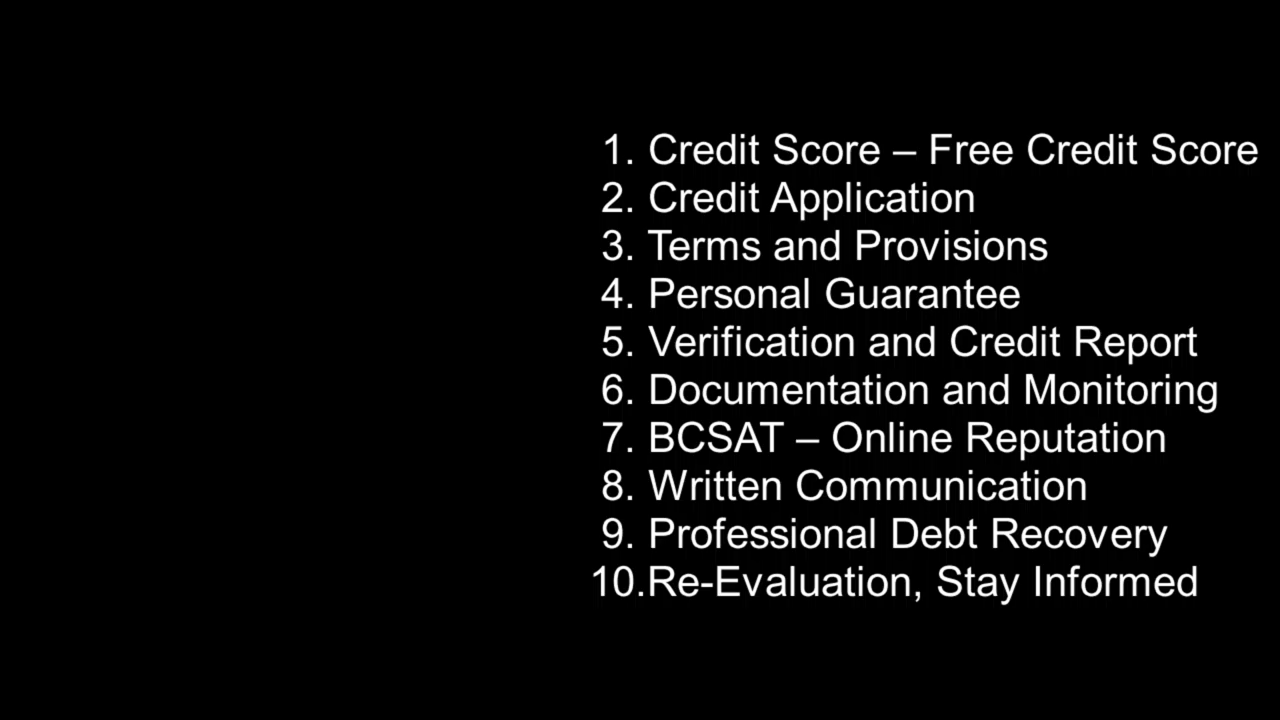 1. Credit Score – Free Credit Score
2. Credit Application
3. Terms and Provisions
4. Personal Guarantee
5. Verification and Credit Report
6. Documentation and Monitoring
7. BCSAT – Online Reputation
8. Written Communication
9. Professional Debt Recovery
10.Re-Evaluation, Stay Informed